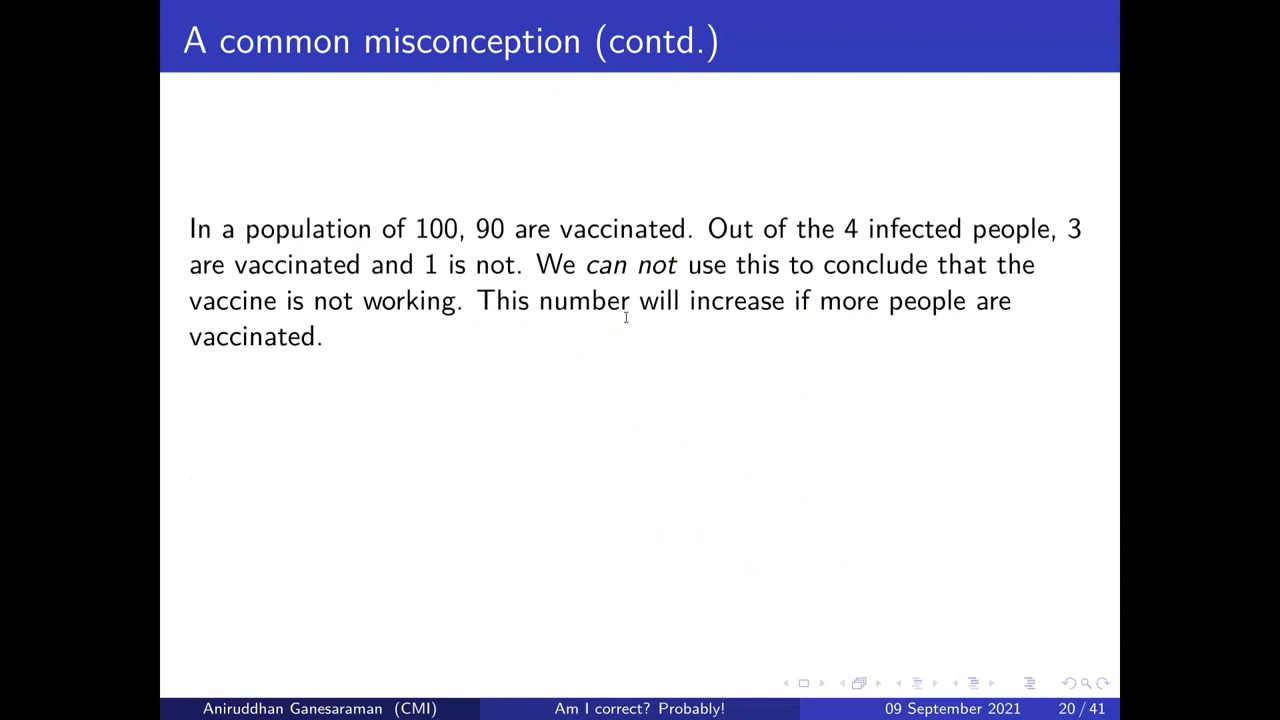 A common misconception (contd.)
In a population of 100, 90 are vaccinated. Out of the 4 infected people, 3
are vaccinated and 1 is not. We can not use this to conclude that the
vaccine is not working. This number will increase if more people are
vaccinated.
Aniruddhan Ganesaraman (CMI) Am I correct? Probably! 09 September 2021 20 / 41